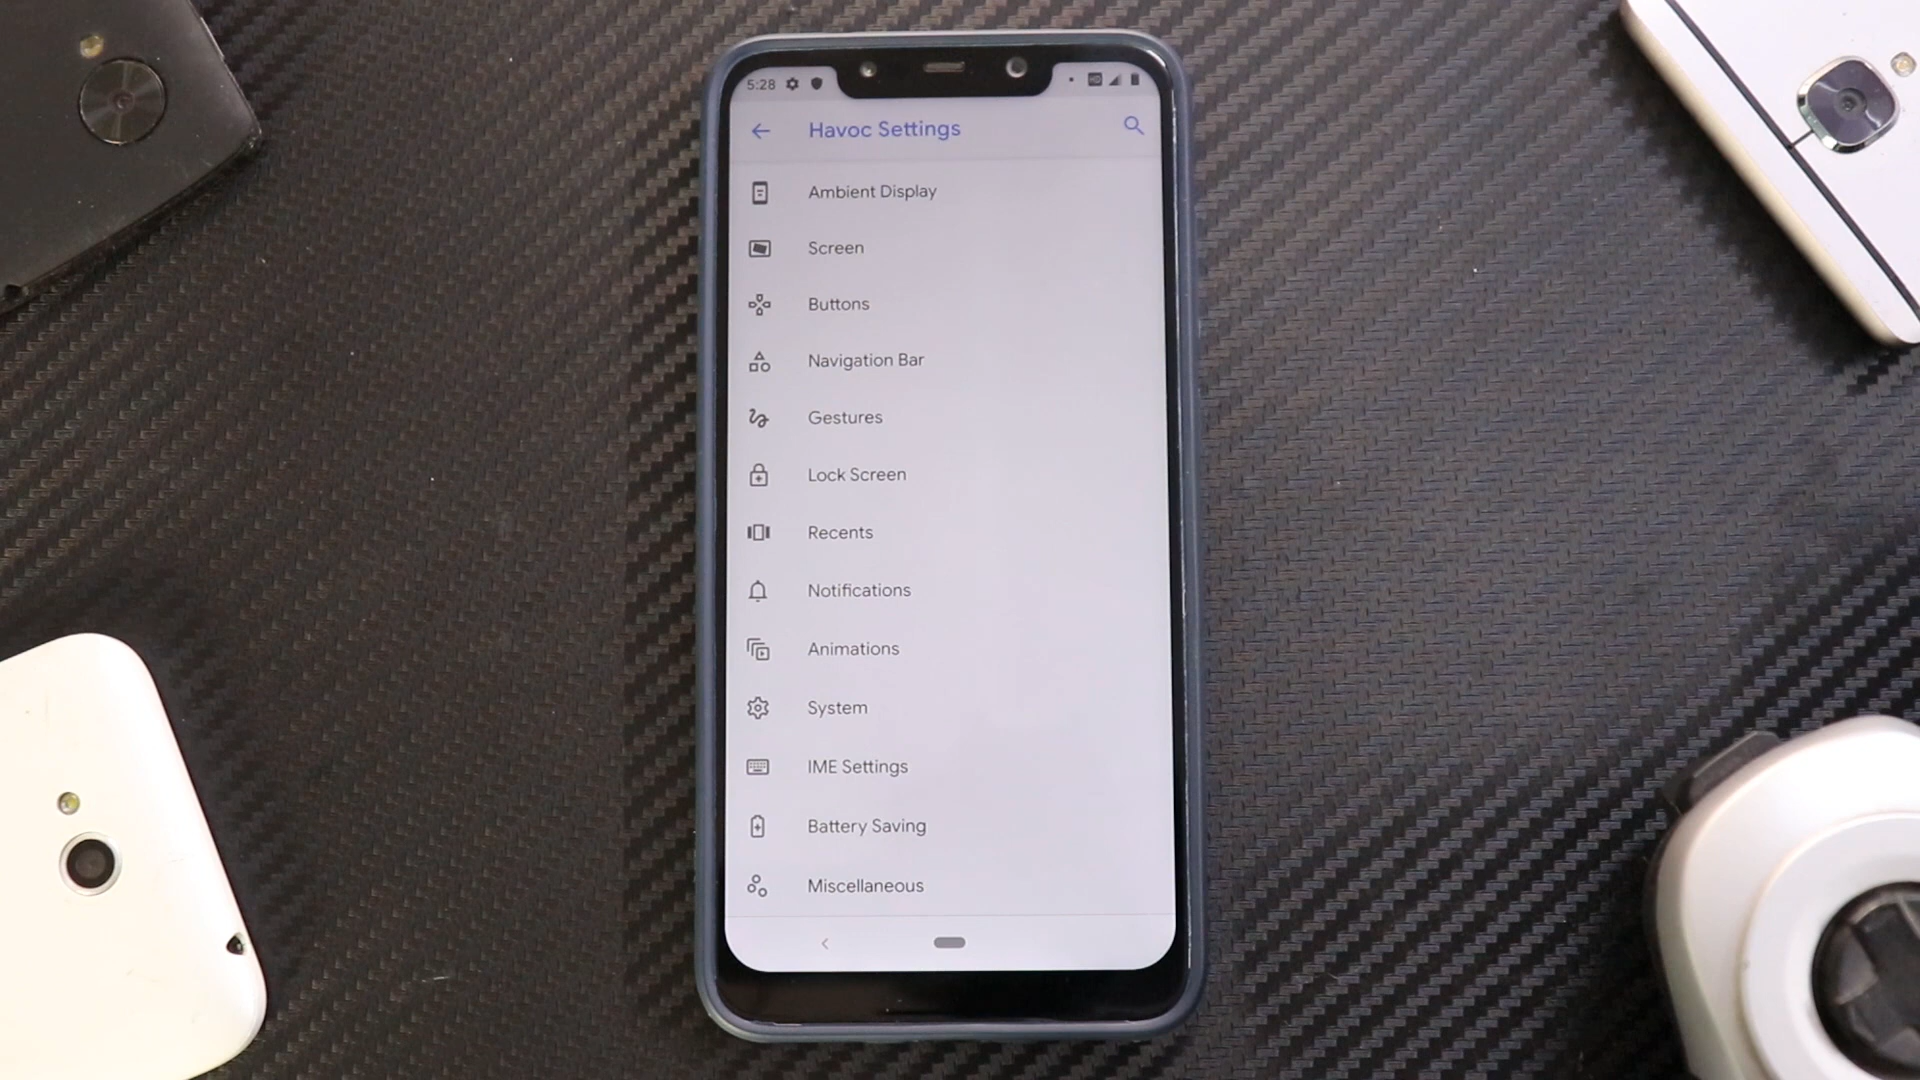 5:28
Havoc Settings
Ambient Display
Screen
Buttons
Navigation Bar
Gestures
Lock Screen
Recents
Notifications
Animations
System
IME Settings
Battery Saving
Miscellaneous